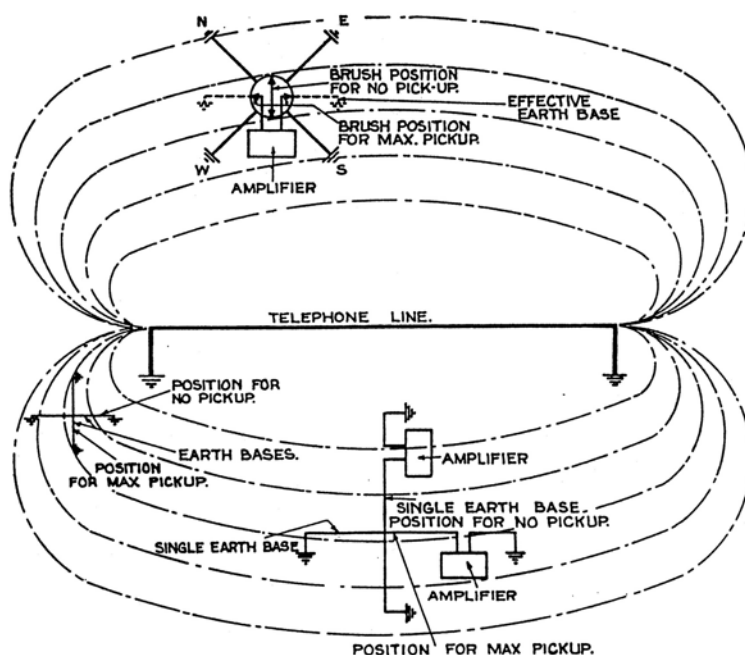 N
E
BRUSH POSITION
FOR NO PICK-UP.
EFFECTIVE
EARTH BASE
BRUSH POSITION
FOR MAX. PICKUP.
W
S
AMPLIFIER
TELEPHONE LINE.
POSITION FOR
NO PICKUP.
EARTH BASES.
POSITION
FOR MAX PICKUP.
AMPLIFIER
SINGLE EARTH BASE
POSITION FOR NO PICKUP.
SINGLE EARTH BASE
AMPLIFIER
POSITION FOR MAX PICKUP.